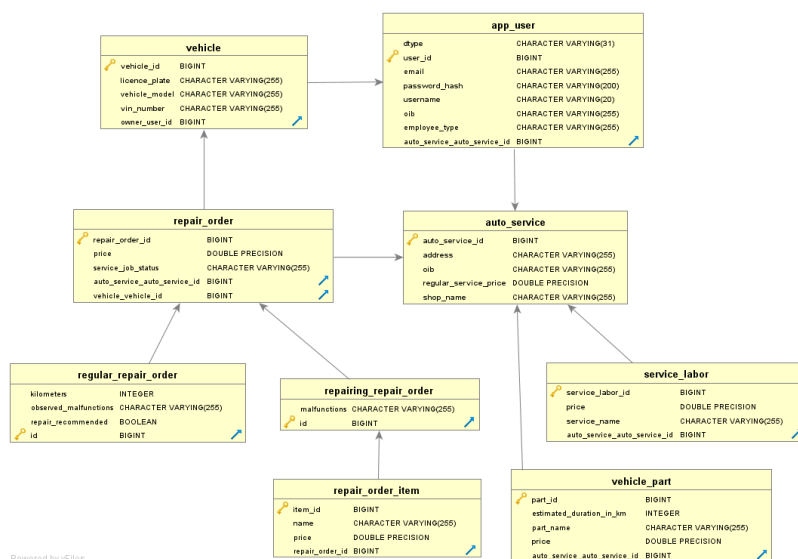 vehicle
vehicle_id BIGINT
licence_plate CHARACTER VARYING(255)
vehicle_model CHARACTER VARYING(255)
vin_number CHARACTER VARYING(255)
owner_user_id BIGINT
app_user
dtype CHARACTER VARYING(31)
user_id BIGINT
email CHARACTER VARYING(255)
password_hash CHARACTER VARYING(200)
username CHARACTER VARYING(20)
oib CHARACTER VARYING(255)
employee_type CHARACTER VARYING(255)
auto_service_auto_service_id BIGINT
repair_order
repair_order_id BIGINT
price DOUBLE PRECISION
service_job_status CHARACTER VARYING(255)
auto_service_auto_service_id BIGINT
vehicle_vehicle_id BIGINT
auto_service
auto_service_id BIGINT
address CHARACTER VARYING(255)
oib CHARACTER VARYING(255)
regular_service_price DOUBLE PRECISION
shop_name CHARACTER VARYING(255)
regular_repair_order
kilometers INTEGER
observed_malfunctions CHARACTER VARYING(255)
repair_recommended BOOLEAN
id BIGINT
repairing_repair_order
malfunctions CHARACTER VARYING(255)
id BIGINT
service_labor
service_labor_id BIGINT
price DOUBLE PRECISION
service_name CHARACTER VARYING(255)
auto_service_auto_service_id BIGINT
repair_order_item
item_id BIGINT
name CHARACTER VARYING(255)
price DOUBLE PRECISION
repair_order_id BIGINT
vehicle_part
part_id BIGINT
estimated_duration_in_km INTEGER
part_name CHARACTER VARYING(255)
price DOUBLE PRECISION
auto_service_auto_service_id BIGINT
Powered by yFiles